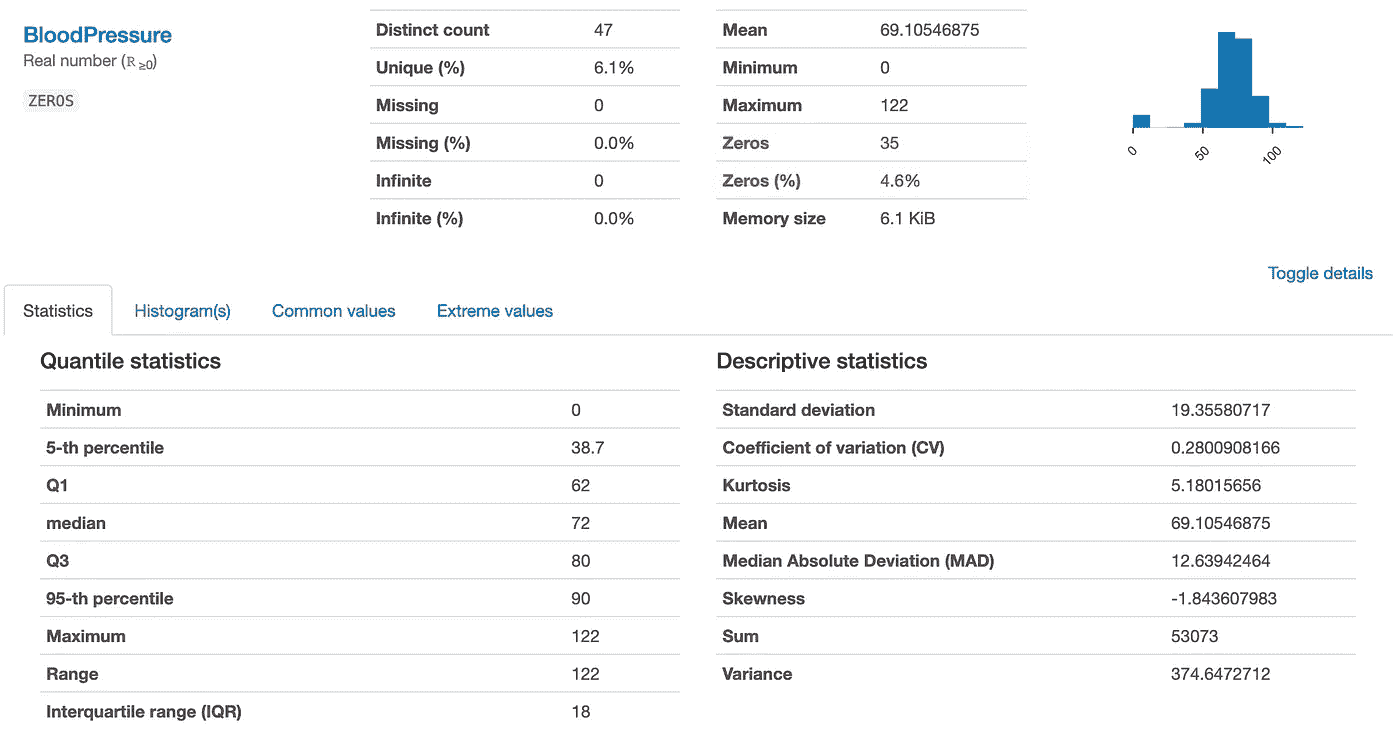 BloodPressure
Real number (ℝ ≥0)
ZEROS
Distinct count 47
Unique (%) 6.1%
Missing 0
Missing (%) 0.0%
Infinite 0
Infinite (%) 0.0%
Mean 69.10546875
Minimum 0
Maximum 122
Zeros 35
Zeros (%) 4.6%
Memory size 6.1 KiB
0 50 100
Toggle details
Statistics Histogram(s) Common values Extreme values
Quantile statistics
Minimum 0
5-th percentile 38.7
Q1 62
median 72
Q3 80
95-th percentile 90
Maximum 122
Range 122
Interquartile range (IQR) 18
Descriptive statistics
Standard deviation 19.35580717
Coefficient of variation (CV) 0.2800908166
Kurtosis 5.18015656
Mean 69.10546875
Median Absolute Deviation (MAD) 12.63942464
Skewness -1.843607983
Sum 53073
Variance 374.6472712